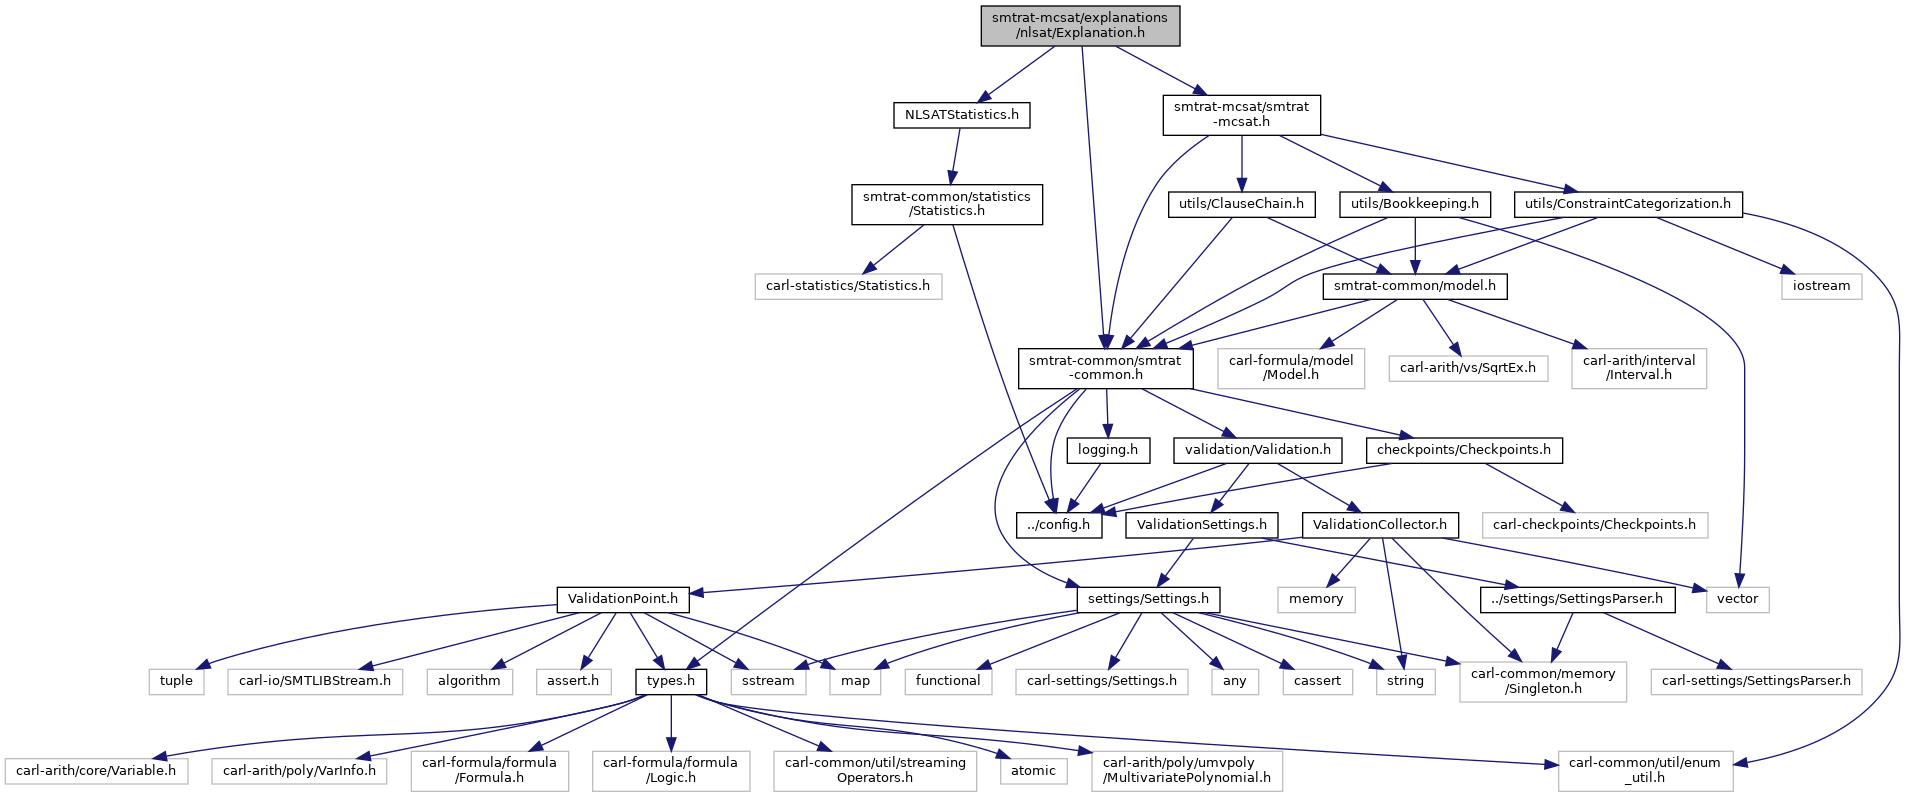 smtrat-mcsat/explanations
/nlsat/Explanation.h
NLSATStatistics.h
smtrat-mcsat/smtrat
-mcsat.h
smtrat-common/statistics
/Statistics.h
utils/ClauseChain.h
utils/Bookkeeping.h
utils/ConstraintCategorization.h
carl-statistics/Statistics.h
smtrat-common/model.h
iostream
smtrat-common/smtrat
-common.h
carl-formula/model
/Model.h
carl-arith/vs/SqrtEx.h
carl-arith/interval
/Interval.h
logging.h
validation/Validation.h
checkpoints/Checkpoints.h
../config.h
ValidationSettings.h
ValidationCollector.h
carl-checkpoints/Checkpoints.h
ValidationPoint.h
settings/Settings.h
memory
../settings/SettingsParser.h
vector
tuple
carl-io/SMTLIBStream.h
algorithm
assert.h
types.h
sstream
map
functional
carl-settings/Settings.h
any
cassert
string
carl-common/memory
/Singleton.h
carl-settings/SettingsParser.h
carl-arith/core/Variable.h
carl-arith/poly/VarInfo.h
carl-formula/formula
/Formula.h
carl-formula/formula
/Logic.h
carl-common/util/streaming
Operators.h
atomic
carl-arith/poly/umvpoly
/MultivariatePolynomial.h
carl-common/util/enum
_util.h